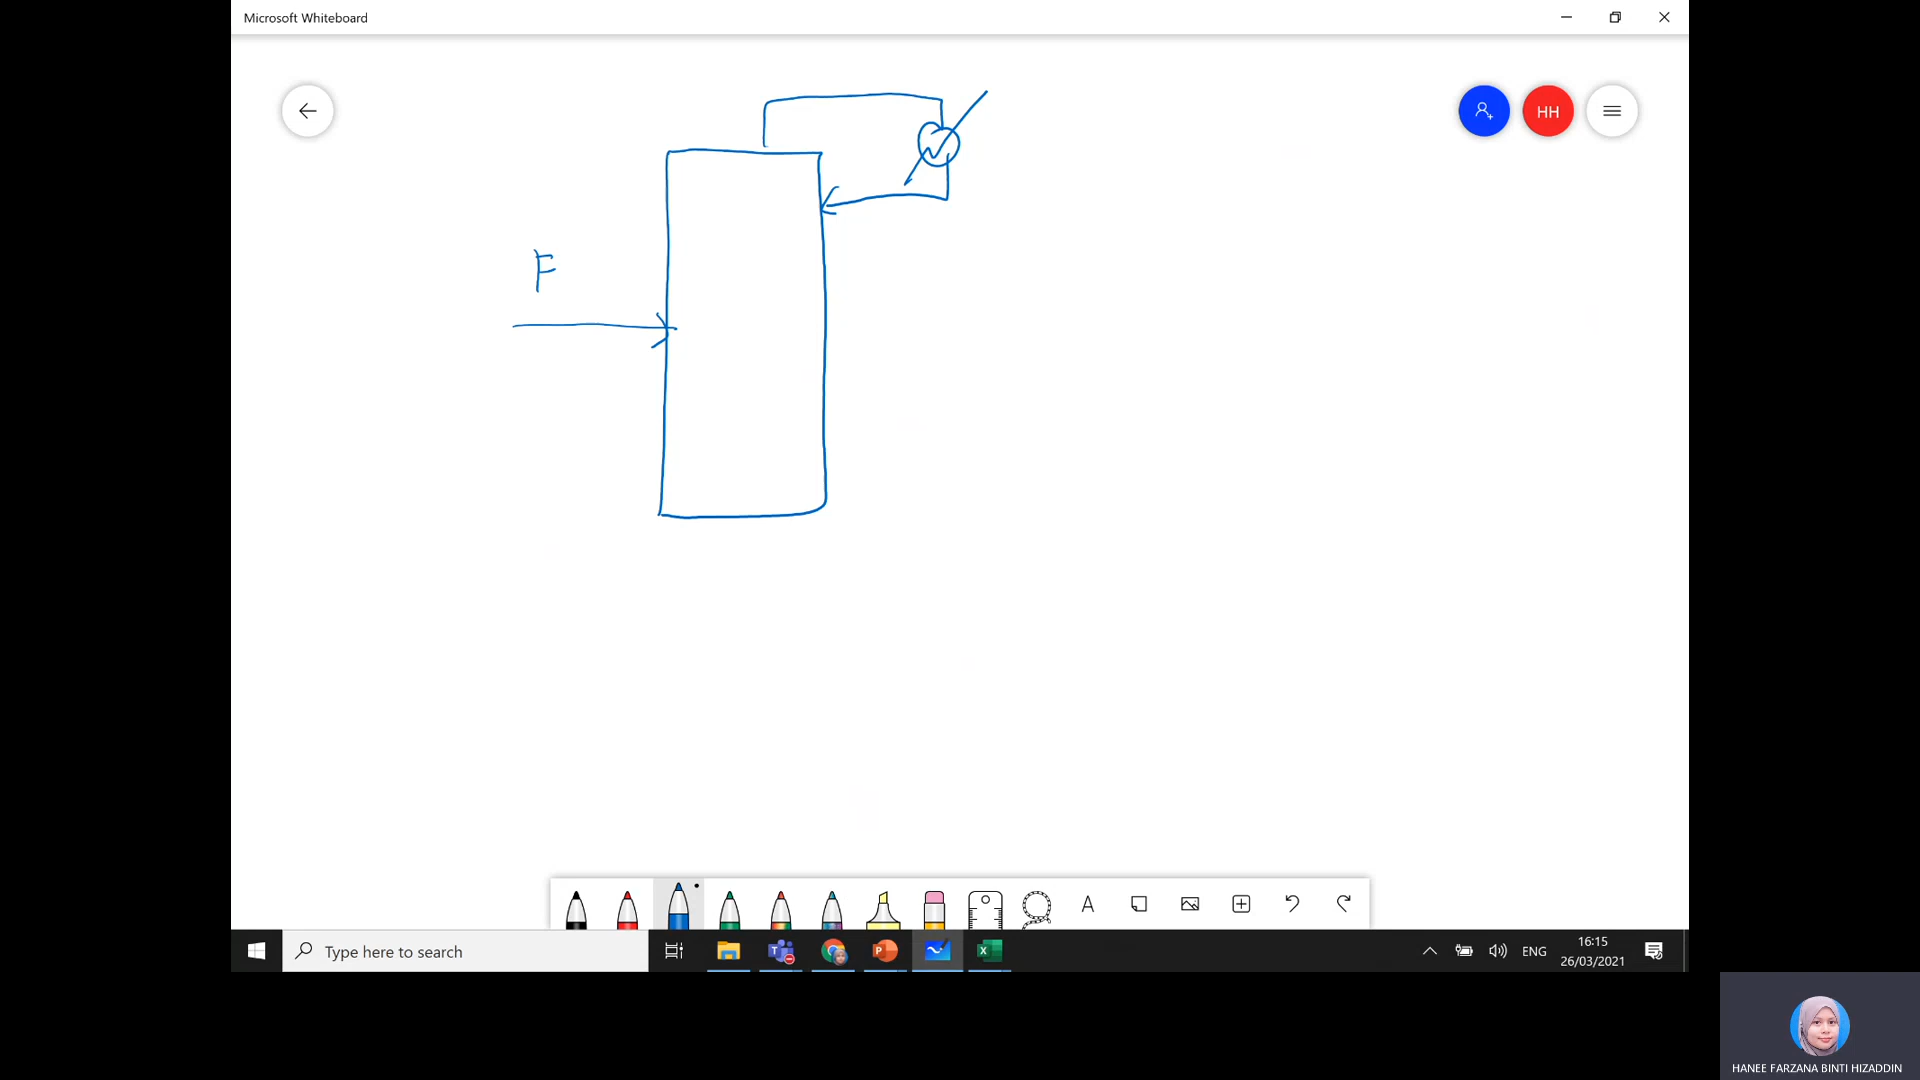 Microsoft Whiteboard
HH
F
A
Type here to search
ENG
16:15
26/03/2021
HANEE FARZANA BINTI HIZADDIN